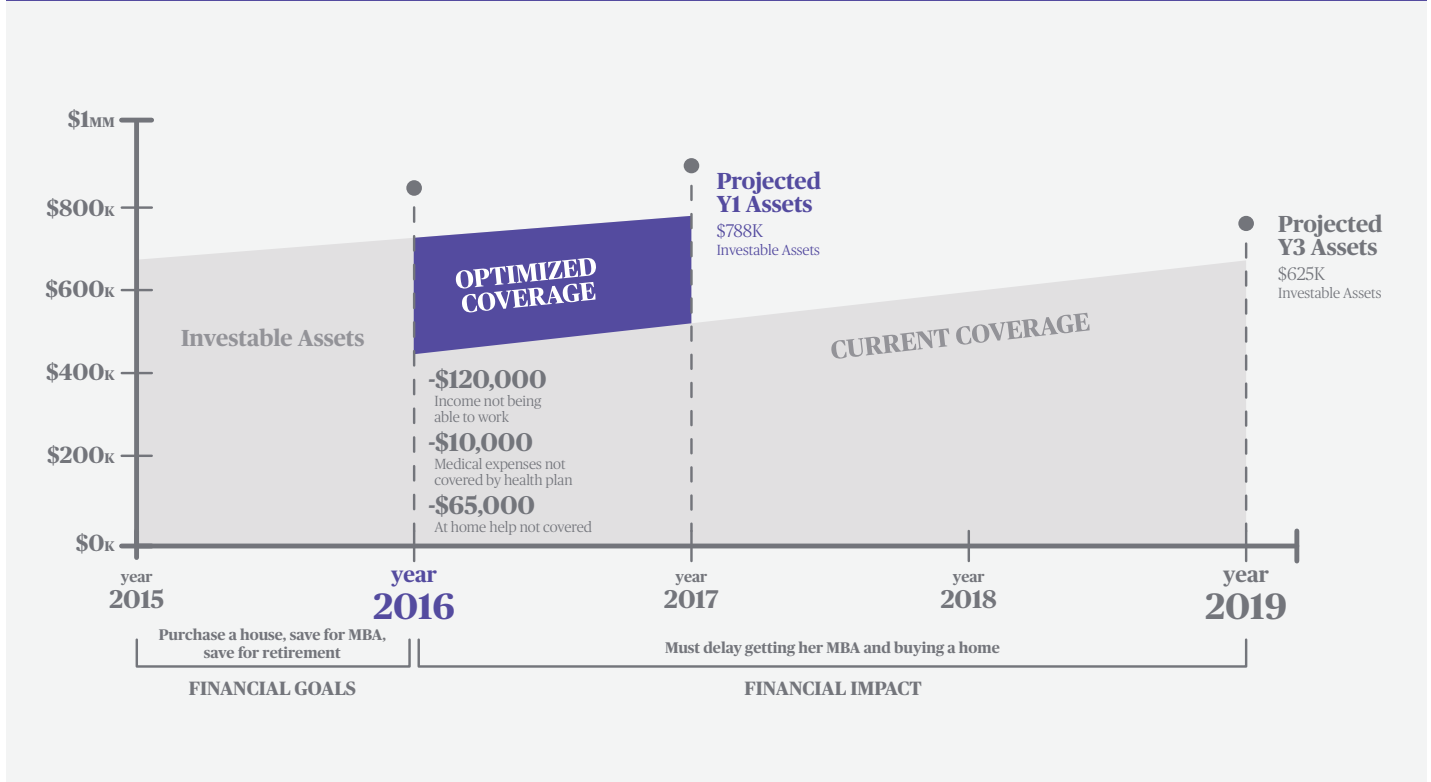 $1MM
$800K
$600K
$400K
$200K
$0K
Investable Assets
OPTIMIZED
COVERAGE
Projected
Y1 Assets
$788K
Investable Assets
CURRENT COVERAGE
Projected
Y3 Assets
$625K
Investable Assets
-$120,000
Income not being
able to work
-$10,000
Medical expenses not
covered by health plan
-$65,000
At home help not covered
year
2015
year
2016
year
2017
year
2018
year
2019
Purchase a house, save for MBA,
save for retirement
FINANCIAL GOALS
Must delay getting her MBA and buying a home
FINANCIAL IMPACT